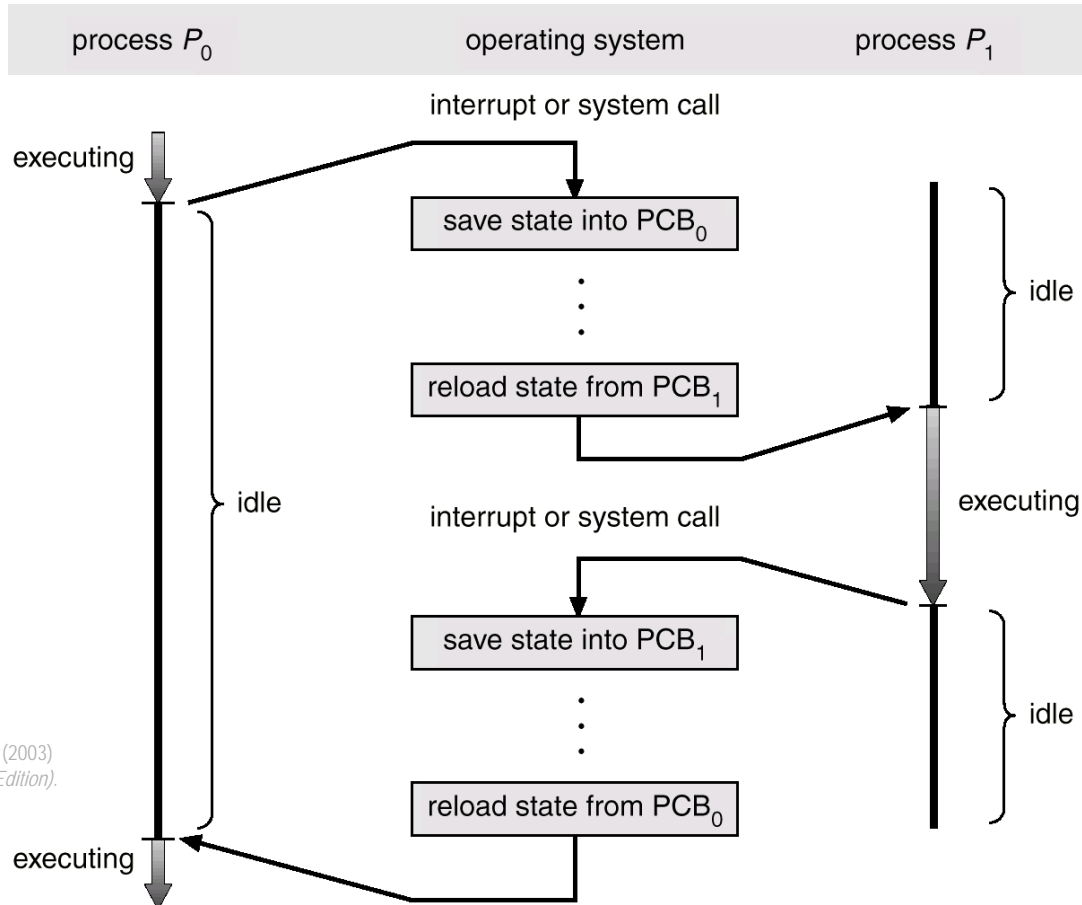 process P₀ operating system process P₁
interrupt or system call
executing
save state into PCB₀
idle
reload state from PCB₁
idle
executing
interrupt or system call
save state into PCB₁
idle
(2003)
Edition).
reload state from PCB₀
executing